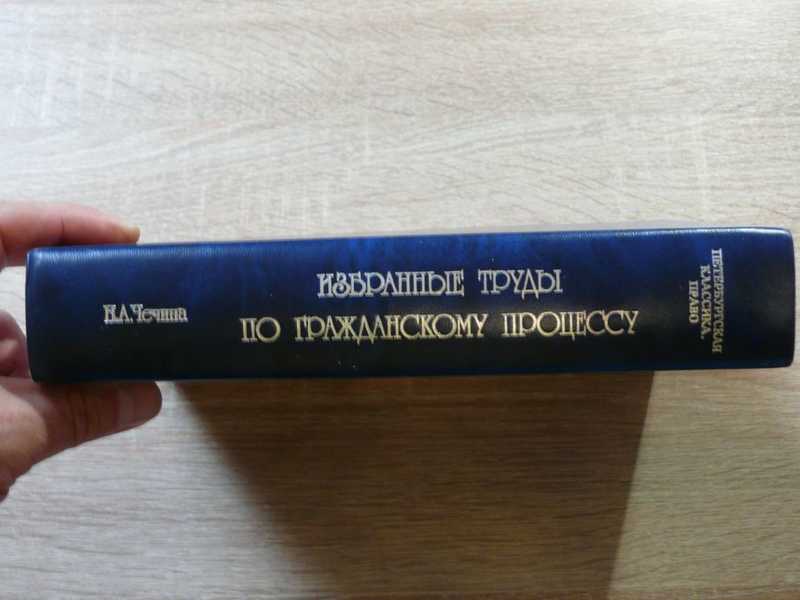 Н.А. Чечина
ИЗБРАННЫЕ ТРУДЫ
ПО ГРАЖДАНСКОМУ ПРОЦЕССУ
ПЕТЕРБУРГСКАЯ
КЛАССИКА.
ПРАВО